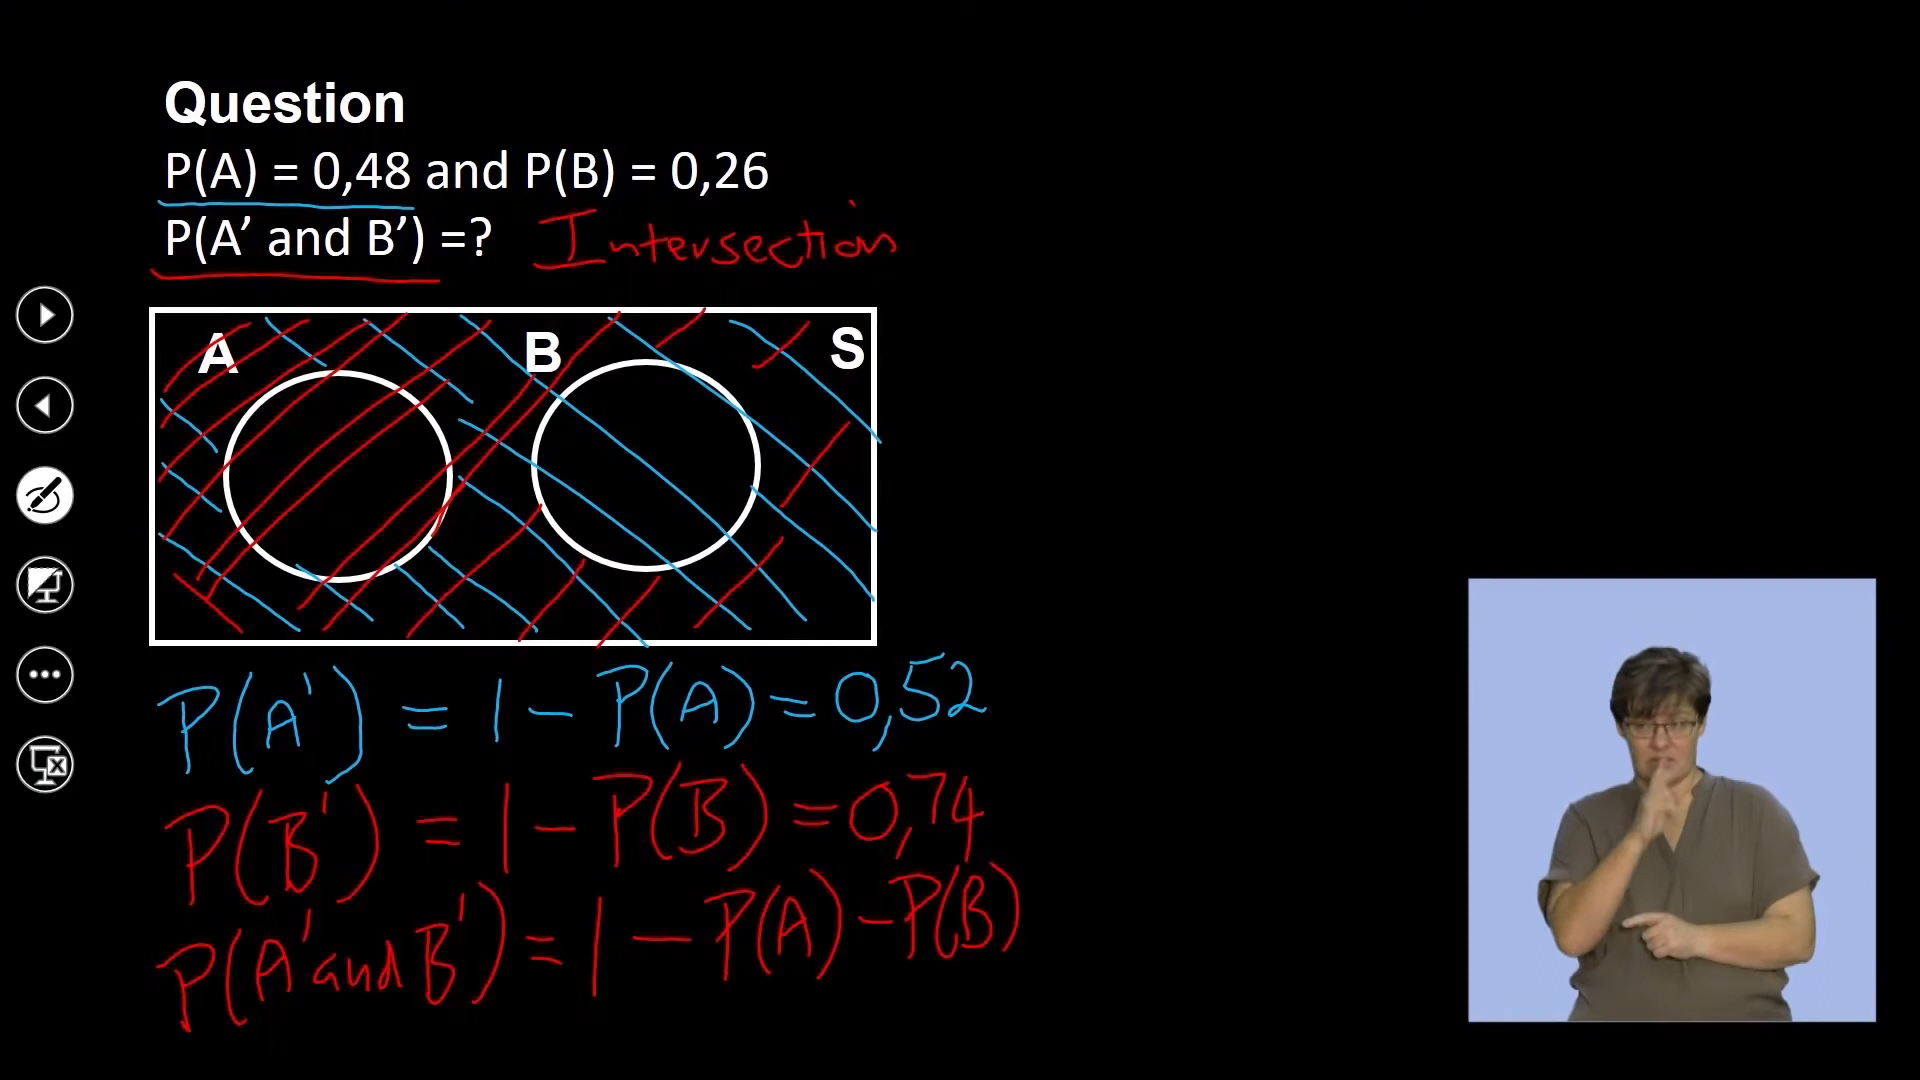 Question
P(A) = 0,48 and P(B) = 0,26
P(A’ and B’) =? Intersection
A B S
P(A') = 1 - P(A) = 0,52
P(B') = 1 - P(B) = 0,74
P(A' and B') = 1 - P(A) - P(B)